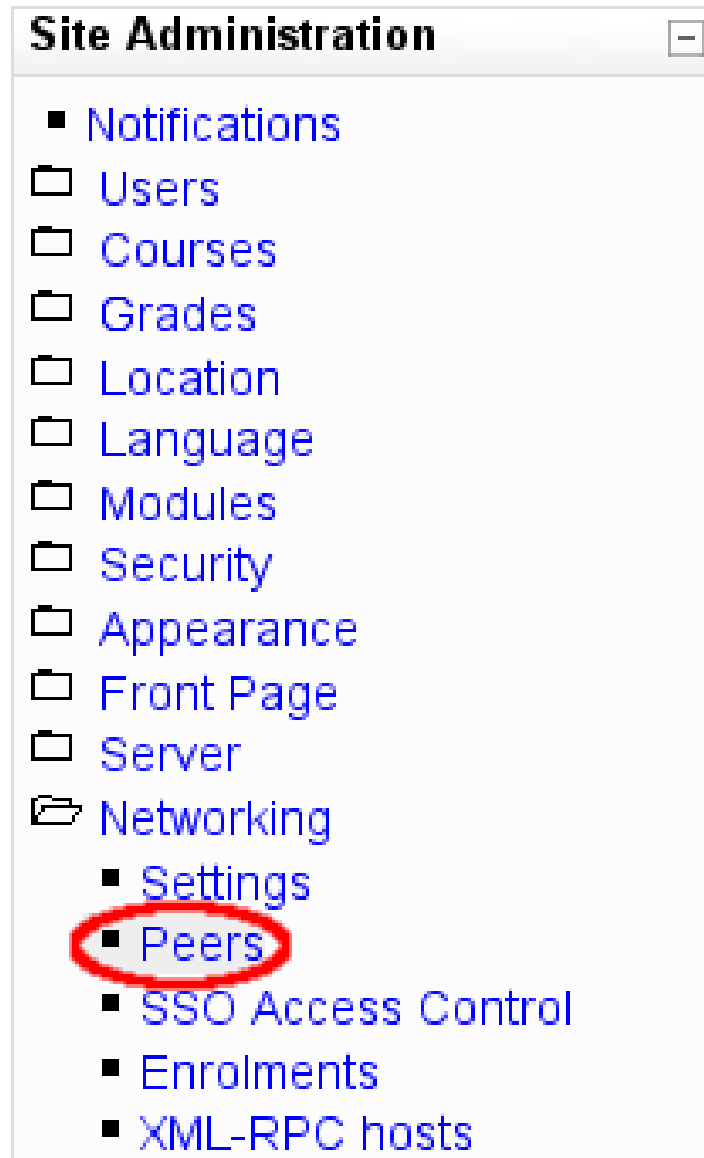 Site Administration
Notifications
Users
Courses
Grades
Location
Language
Modules
Security
Appearance
Front Page
Server
Networking
Settings
Peers
SSO Access Control
Enrolments
XML-RPC hosts